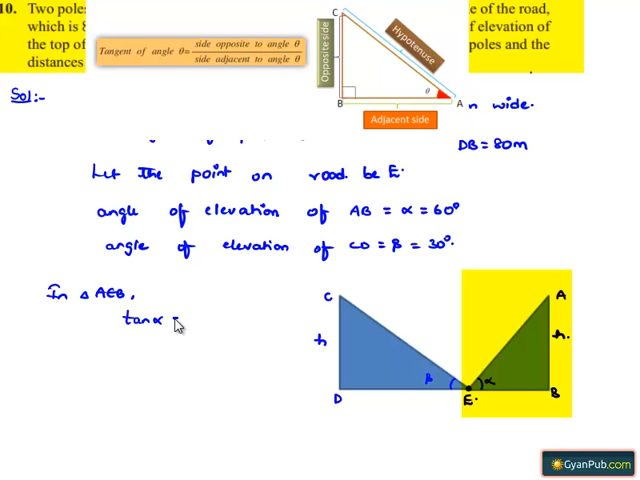 10. Two poles
which is 8
the top of
distances
e of the road,
f elevation of
poles and the
Tangent of angle θ= side opposite to angle θ
side adjacent to angle θ
C
Opposite side
Hypotenuse
θ
B
A
Adjacent side
Sol:-
n wide.
DB = 80m
Let the point on road be E.
angle of elevation of AB = α = 60°
angle of elevation of CD = β = 30°.
In △ AEB,
tan α =
C
A
h
h.
β
α
D
E.
B
GyanPub.com